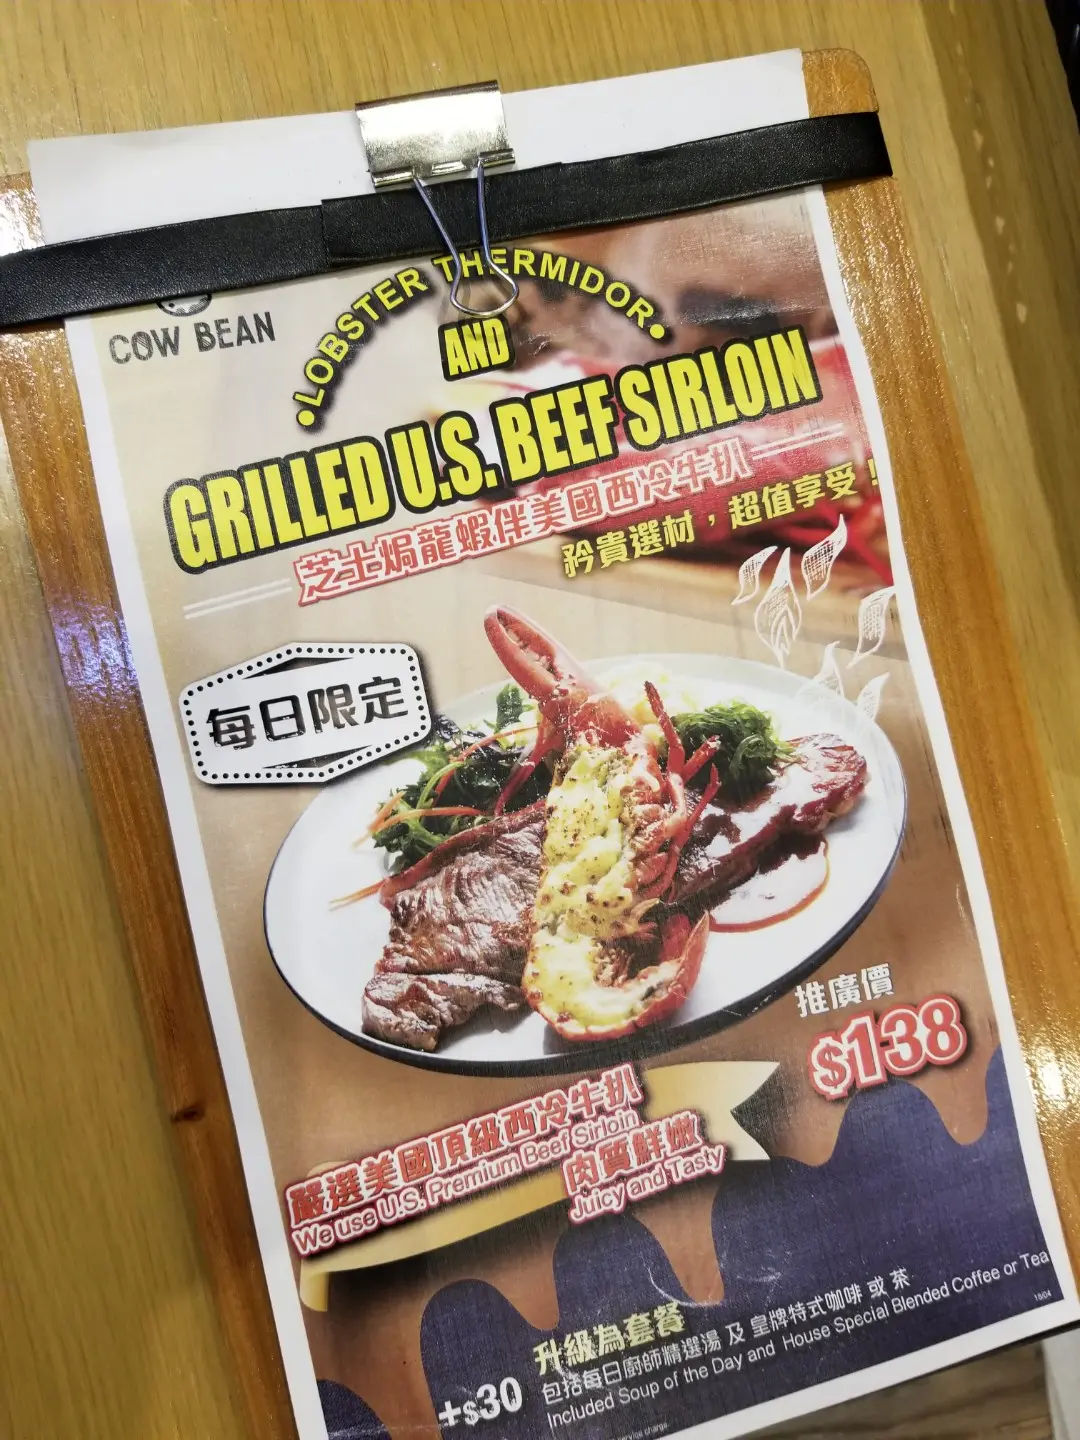 COW BEAN
•LOBSTER THERMIDOR•
AND
GRILLED U.S. BEEF SIRLOIN
芝士焗龍蝦伴美國西冷牛扒
矜貴選材，超值享受！
每日限定
推廣價
$138
嚴選美國頂級西冷牛扒
We use U.S. Premium Beef Sirloin
肉質鮮嫩
Juicy and Tasty
升級為套餐
+$30
包括每日廚師精選湯 及 皇牌特式咖啡 或 茶
Included Soup of the Day and House Special Blended Coffee or Tea
service charge.